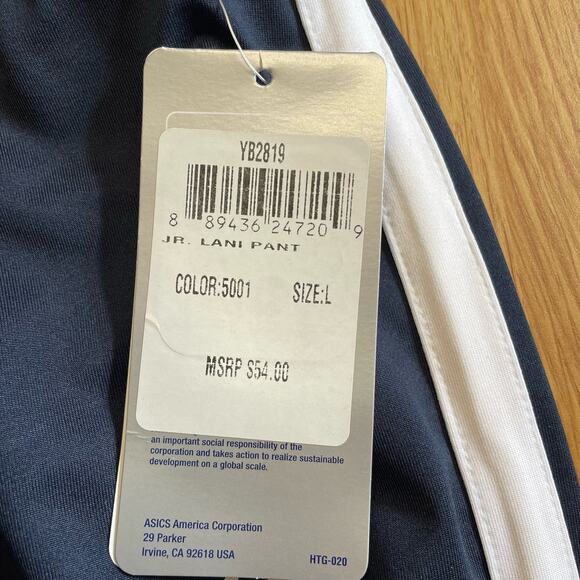 YB2819
8 89436 24720 9
JR. LANI PANT
COLOR:5001 SIZE:L
MSRP $54.00
an important social responsibility of the
corporation and takes action to realize sustainable
development on a global scale.
ASICS America Corporation
29 Parker
Irvine, CA 92618 USA
HTG-020